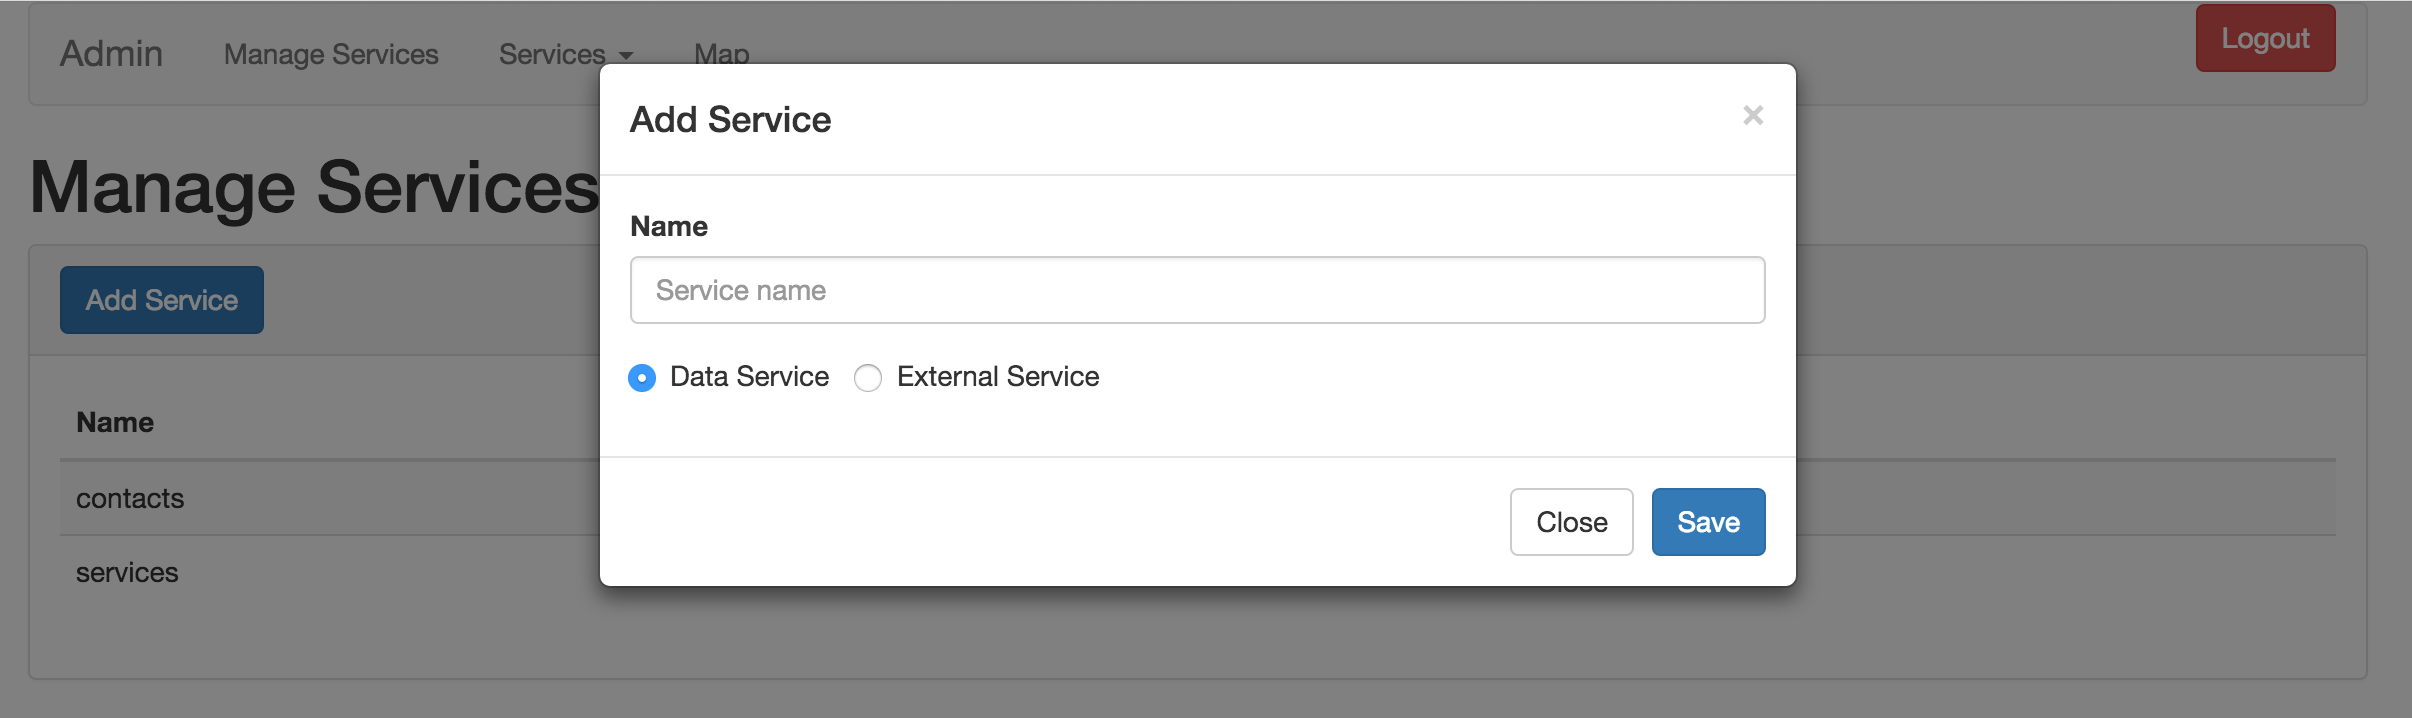 Admin Manage Services Services Map Logout
Manage Services
Add Service
Name
contacts
services
Add Service ×
Name
Service name
Data Service External Service
Close Save